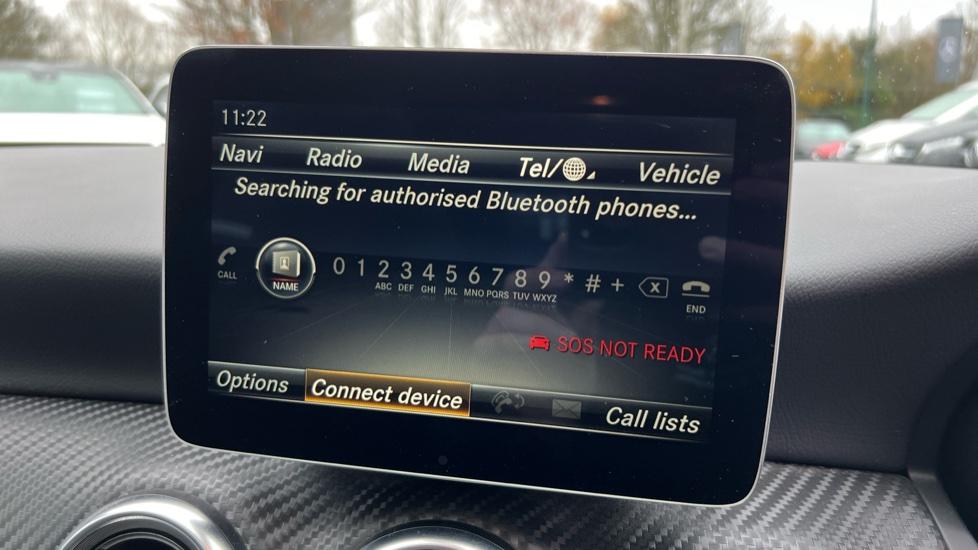 11:22
Navi Radio Media Tel/ Vehicle
Searching for authorised Bluetooth phones...
CALL NAME 0 1 2 3 4 5 6 7 8 9 * # + X
ABC DEF GHI JKL MNO PQRS TUV WXYZ END
SOS NOT READY
Options Connect device Call lists